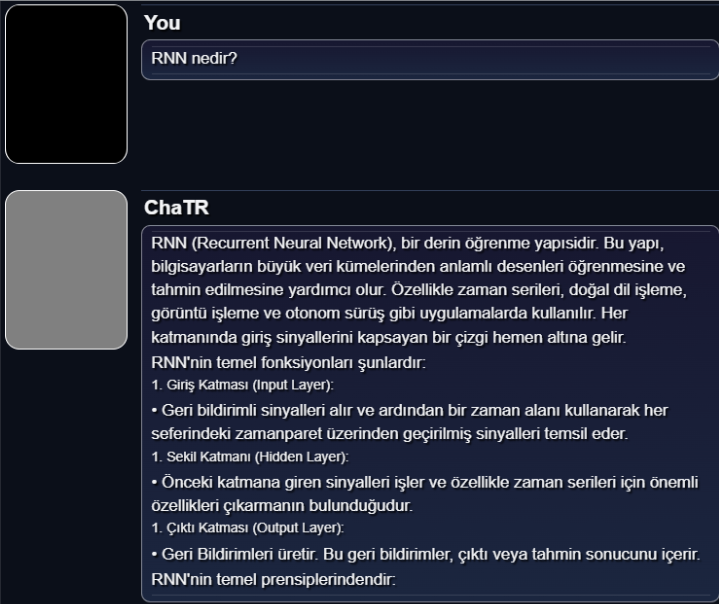 You
RNN nedir?
ChaTR
RNN (Recurrent Neural Network), bir derin öğrenme yapısidir. Bu yapı,
bilgisayarların büyük veri kümelerinden anlamlı desenleri öğrenmesine ve
tahmin edilmesine yardımcı olur. Özellikle zaman serileri, doğal dil işleme,
görüntü işleme ve otonom sürüş gibi uygulamalarda kullanılır. Her
katmanında giriş sinyallerini kapsayan bir çizgi hemen altına gelir.
RNN'nin temel fonksiyonları şunlardır:
1. Giriş Katması (Input Layer):
• Geri bildirimli sinyalleri alır ve ardından bir zaman alanı kullanarak her
seferindeki zamanparet üzerinden geçirilmiş sinyalleri temsil eder.
1. Sekil Katmanı (Hidden Layer):
• Önceki katmana giren sinyalleri işler ve özellikle zaman serileri için önemli
özellikleri çıkarmanın bulunduğudur.
1. Çıktı Katması (Output Layer):
• Geri Bildirimleri üretir. Bu geri bildirimler, çıktı veya tahmin sonucunu içerir.
RNN'nin temel prensiplerindendir: